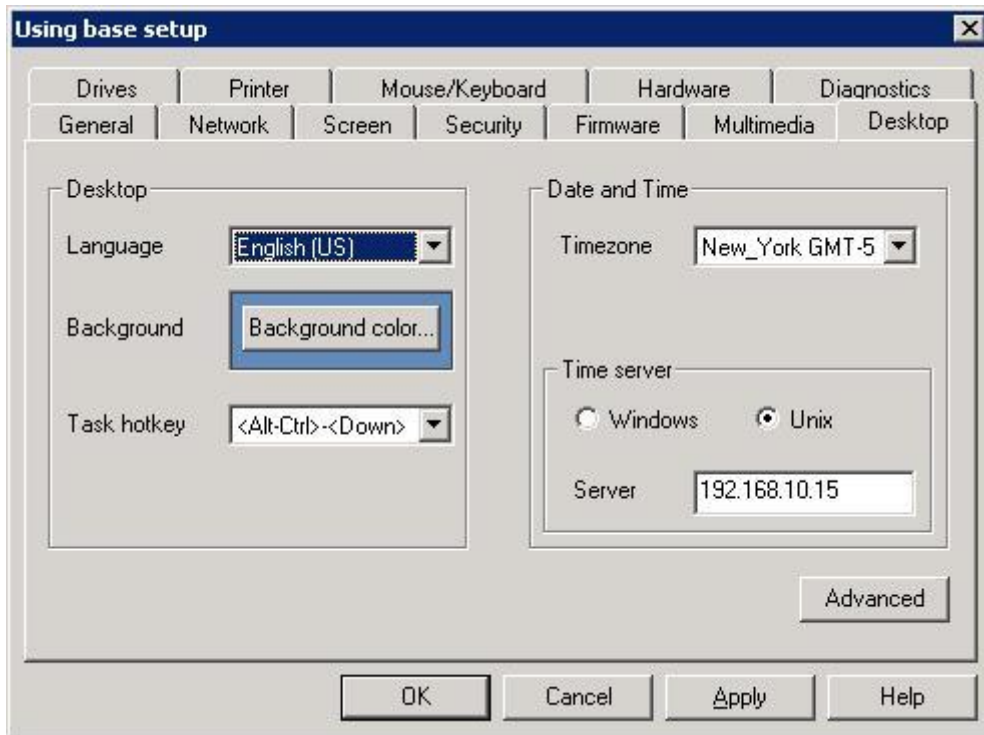 Using base setup
Drives Printer Mouse/Keyboard Hardware Diagnostics
General Network Screen Security Firmware Multimedia Desktop
Desktop
Language English (US)
Background Background color...
Task hotkey <Alt-Ctrl>-<Down>
Date and Time
Timezone New_York GMT-5
Time server
Windows Unix
Server 192.168.10.15
Advanced
OK Cancel Apply Help